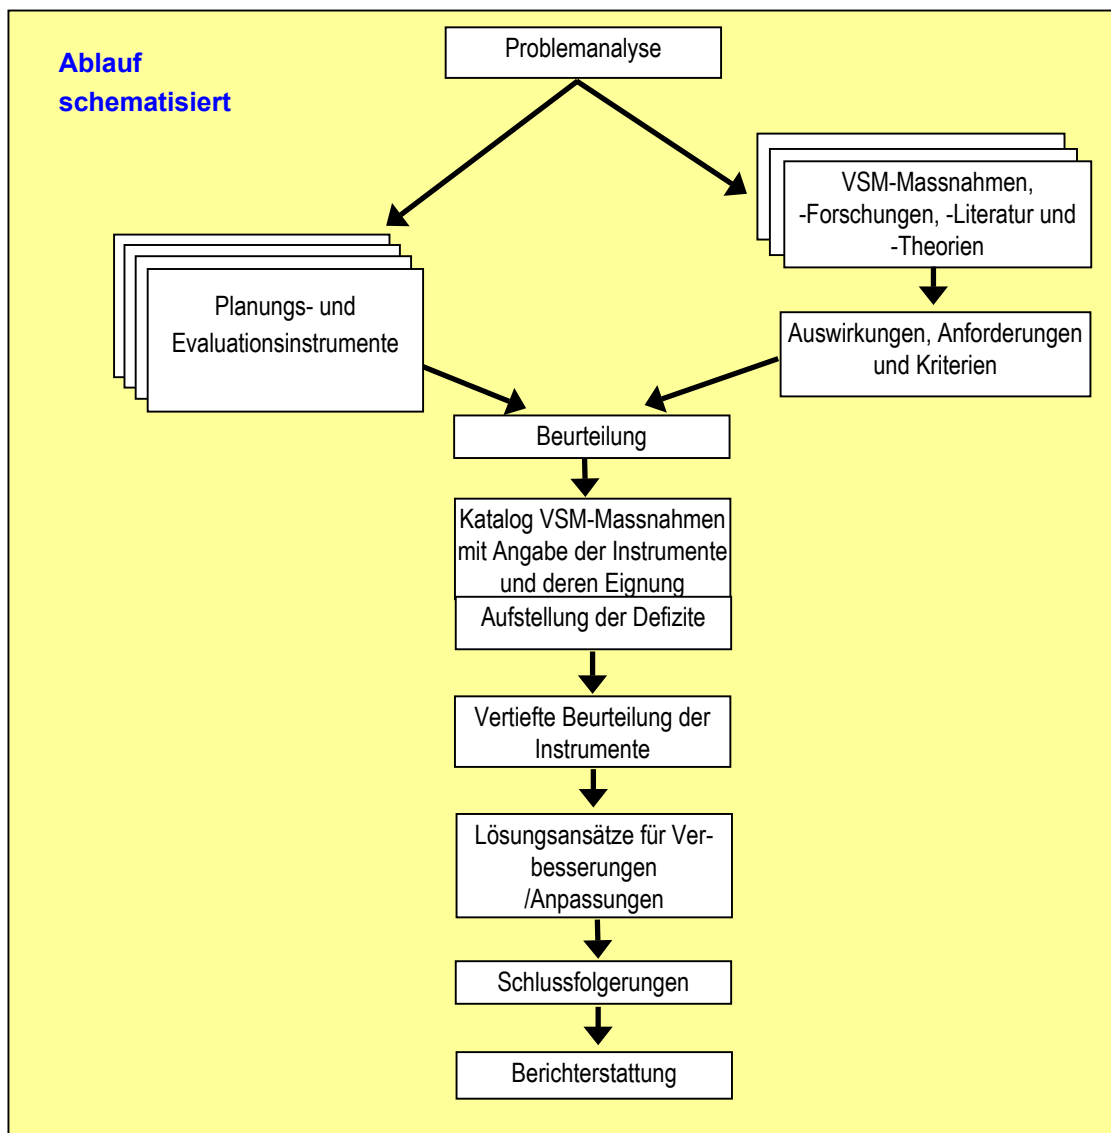 Ablauf
schematisiert
Problemanalyse
VSM-Massnahmen,
-Forschungen, -Literatur und
-Theorien
Planungs- und
Evaluationsinstrumente
Auswirkungen, Anforderungen
und Kriterien
Beurteilung
Katalog VSM-Massnahmen
mit Angabe der Instrumente
und deren Eignung
Aufstellung der Defizite
Vertiefte Beurteilung der
Instrumente
Lösungsansätze für Ver-
besserungen
/Anpassungen
Schlussfolgerungen
Berichterstattung